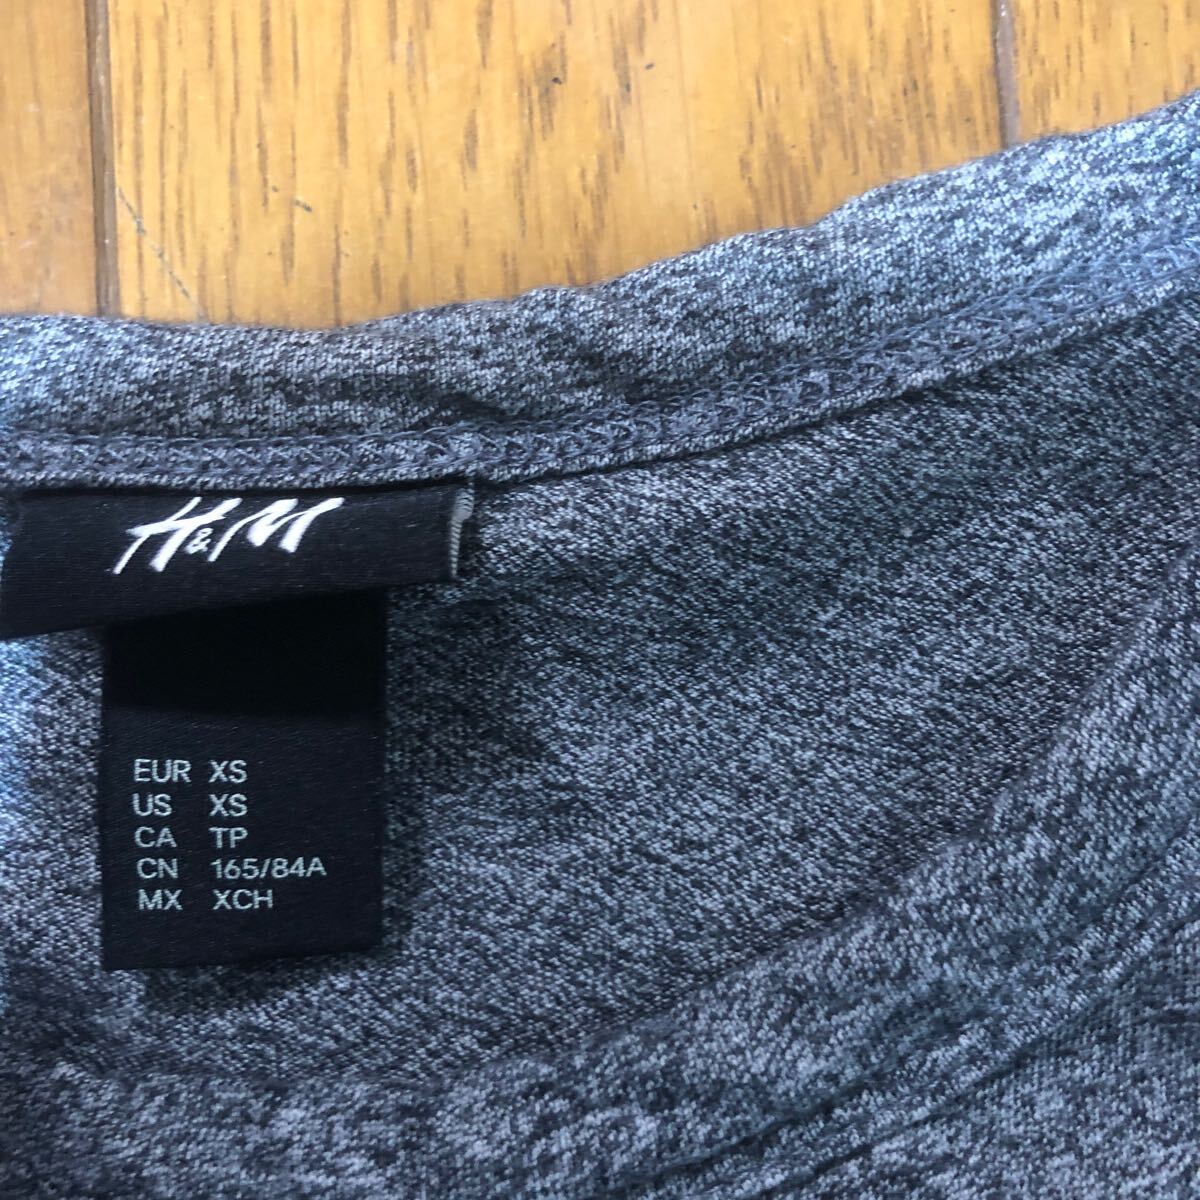 H&M
EUR XS
US XS
CA TP
CN 165/84A
MX XCH